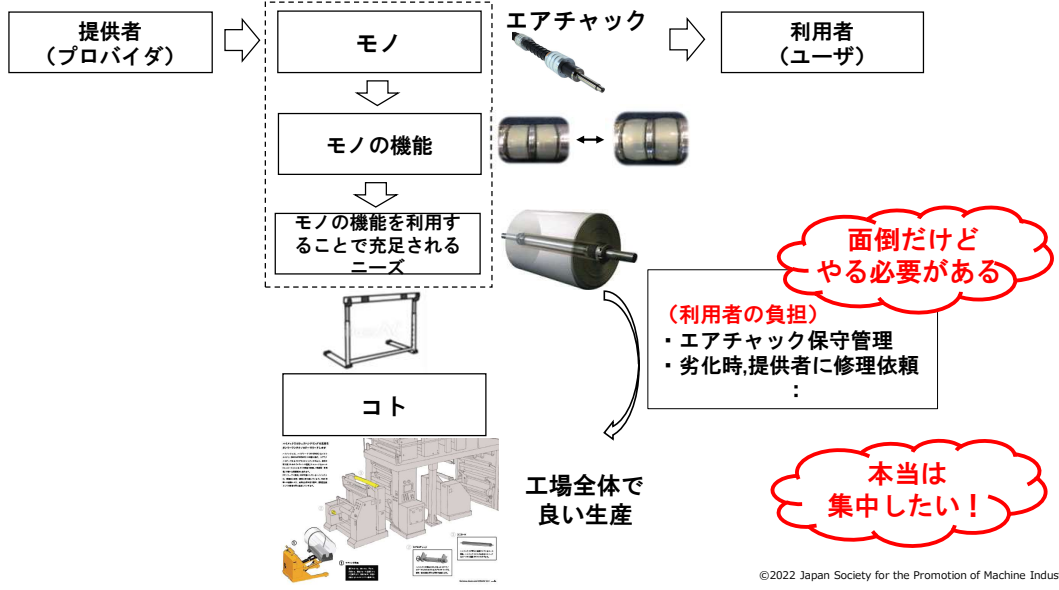 提供者
（プロバイダ）
モノ
エアチャック
利用者
（ユーザ）
モノの機能
モノの機能を利用す
ることで充足される
ニーズ
面倒だけど
やる必要がある
（利用者の負担）
・エアチャック保守管理
・劣化時,提供者に修理依頼
：
コト
工場全体で
良い生産
本当は
集中したい！
©2022 Japan Society for the Promotion of Machine Indus